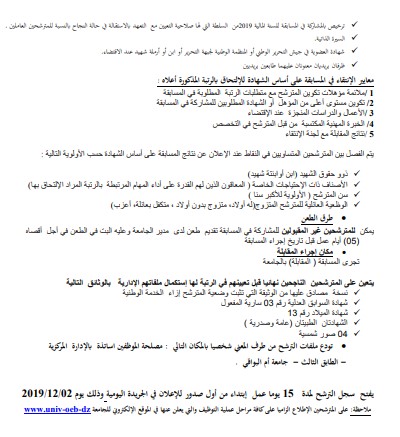 ترخيص بالمشاركة في المسابقة للسنة المالية 2019من السلطة التي لها صلاحية التعيين مع التعهد بالاستقالة في حالة النجاح بالنسبة للمترشحين العاملين .
السيرة الذاتية.
شهادة العضوية في جيش التحرير الوطني أو المنظمة الوطنية لجبهة التحرير أو ابن أو أرملة شهيد عند الاقتضاء.
ظرفان بريديان معنونان عليهما طابعين بريديين
معايير الإنتقاء في المسابقة على أساس الشهادة للإلتحاق بالرتبة المذكورة أعلاه :
1/ملائمة مؤهلات تكوين المترشح مع متطلبات الرتبة المطلوبة في المسابقة
2/تكوين مستوى أعلى من المؤهل أو الشهادة المطلوبين للمشاركة في المسابقة
3/الأعمال والدراسات المنجزة عند الإقتضاء
4/ الخبرة المهنية المكتسبة من قبل المترشح في التخصص
5/ نتائج المقابلة مع لجنة الإنتقاء
يتم الفصل بين المترشحين المتساويين في النقاط عند الإعلان عن نتائج المسابقة على أساس الشهادة حسب الأولوية التالية :
ذوو حقوق الشهيد (ابن أوابنتة شهيد)
الأصناف ذات الإحتياجات الخاصة ( المعاقون الذين لهم القدرة على أداء المهام المرتبطة بالرتبة المراد الإلتحاق بها)
سن المترشح ( الأولوية للأكبر سنا )
الوضعية العائلية للمترشح المتزوج(له أولاد، متزوج بدون أولاد ، متكفل بعائلة، أعزب)
طرق الطعن
يمكن للمترشحين غير المقبولين للمشاركة في المسابقة تقديم طعن لدى مدير الجامعة وعليه البت في الطعن في أجل أقصاه
(05) أيام عمل قبل تاريخ إجراء المسابقة
مكان إجراء المقابلة
تجرى المسابقة ( المقابلة) بالجامعة
يتعين على المترشحين الناجحين نهائيا قبل تعيينهم في الرتبة لها إستكمال ملفاتهم الإدارية بالوثائق التالية
نسخة مصادق عليها من الوثيقة التي تثبت وضعية المترشح إزاء الخدمة الوطنية
شهادة السوابق العدلية رقم 03 سارية المفعول
شهادة الميلاد رقم 13
الشهادتان الطبيتان (عامة وصدرية )
04 صور شمسية
تودع ملفات الترشح من طرف المعني شخصيا بالمكان التالي : مصلحة الموظفين اساتذة بالإدارة المركزية
– الطابق الثالث – جامعة أم البواقي .
يفتح سجل الترشح لمدة 15 يوما عمل إبتداء من أول صدور للإعلان في الجريدة اليومية وذلك يوم 2019/12/02
ملاحظة : على المترشحين الإطلاع الزاميا على كافة مراحل عملية التوظيف والتي يعلن عنها في الموقع الإلكتروني للجامعة www.univ-oeb-dz